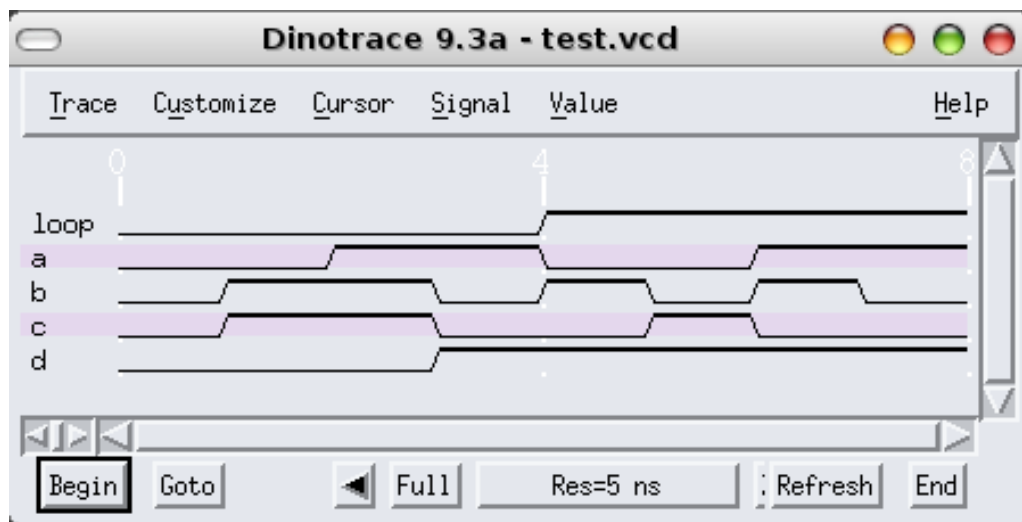 Dinotrace 9.3a - test.vcd
Trace Customize Cursor Signal Value Help
0 4 8
loop
a
b
c
d
Begin Goto Full Res=5 ns Refresh End